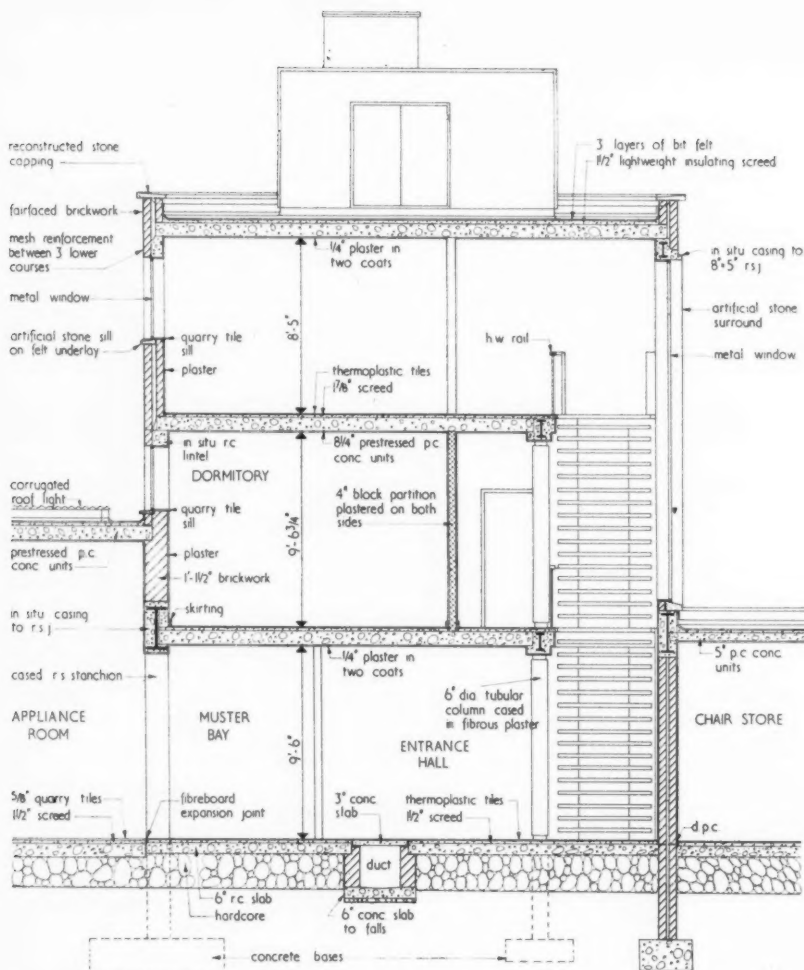 reconstructed stone
capping
fairfaced brickwork
mesh reinforcement
between 3 lower
courses
metal window
artificial stone sill
on felt underlay
3 layers of bit felt
1½" lightweight insulating screed
¼" plaster in
two coats
in situ casing to
8"×5" r s j
artificial stone
surround
metal window
8'-5"
quarry tile
sill
plaster
h w rail
thermoplastic tiles
1⅞" screed
in situ r.c
lintel
8¼" prestressed p.c
conc units
DORMITORY
corrugated
roof light
quarry tile
sill
4" block partition
plastered on both
sides
9'-6¾"
prestressed p.c
conc units
plaster
1'-1½" brickwork
in situ casing
to r s j
skirting
¼" plaster in
two coats
5" p.c conc
units
cased r s stanchion
6" dia tubular
column cased
in fibrous plaster
APPLIANCE
ROOM
MUSTER
BAY
9'-6"
ENTRANCE
HALL
CHAIR STORE
⅝" quarry tiles
1½" screed
fibreboard
expansion joint
3" conc
slab
thermoplastic tiles
1½" screed
d p c
duct
6" r c slab
hardcore
6" conc slab
to falls
concrete bases